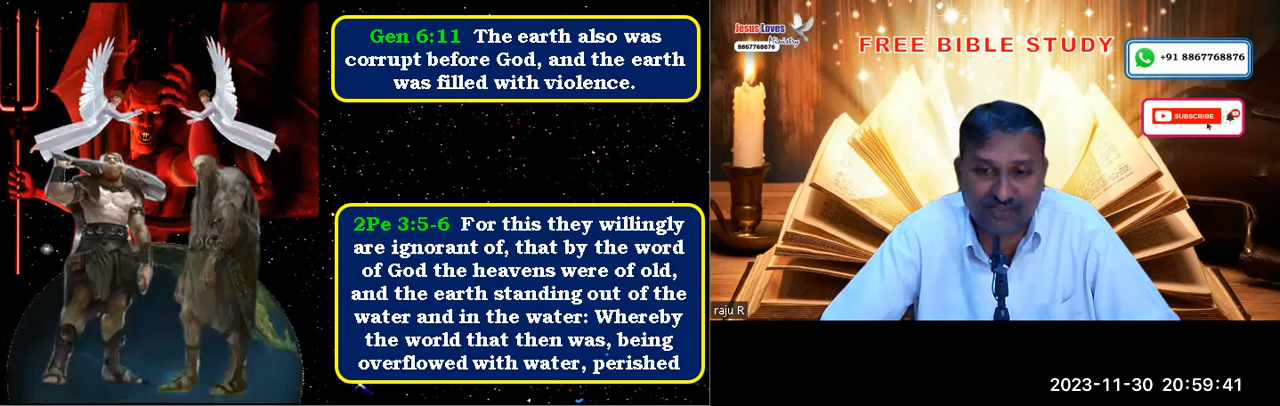 Gen 6:11 The earth also was
corrupt before God, and the earth
was filled with violence.
2Pe 3:5-6 For this they willingly
are ignorant of, that by the word
of God the heavens were of old,
and the earth standing out of the
water and in the water: Whereby
the world that then was, being
overflowed with water, perished
Jesus Loves
Ministry
8867768876
FREE BIBLE STUDY
+91 8867768876
SUBSCRIBE
raju R
2023-11-30 20:59:41